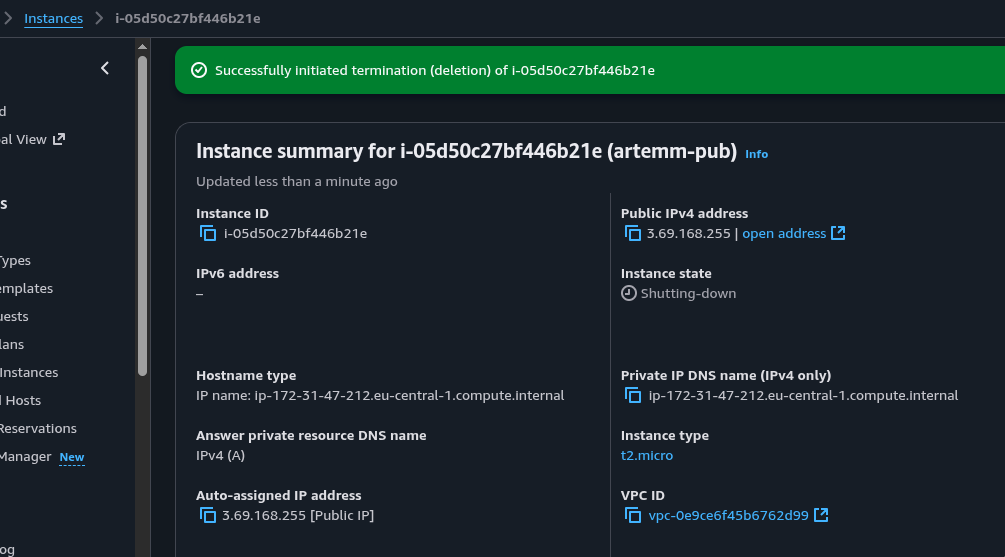 Instances
i-05d50c27bf446b21e
Successfully initiated termination (deletion) of i-05d50c27bf446b21e
d
al View
s
Types
emplates
uests
lans
Instances
d Hosts
Reservations
Manager New
og
Instance summary for i-05d50c27bf446b21e (artemm-pub) Info
Updated less than a minute ago
Instance ID
i-05d50c27bf446b21e
Public IPv4 address
3.69.168.255 | open address
IPv6 address
–
Instance state
Shutting-down
Hostname type
IP name: ip-172-31-47-212.eu-central-1.compute.internal
Private IP DNS name (IPv4 only)
ip-172-31-47-212.eu-central-1.compute.internal
Answer private resource DNS name
IPv4 (A)
Instance type
t2.micro
Auto-assigned IP address
3.69.168.255 [Public IP]
VPC ID
vpc-0e9ce6f45b6762d99